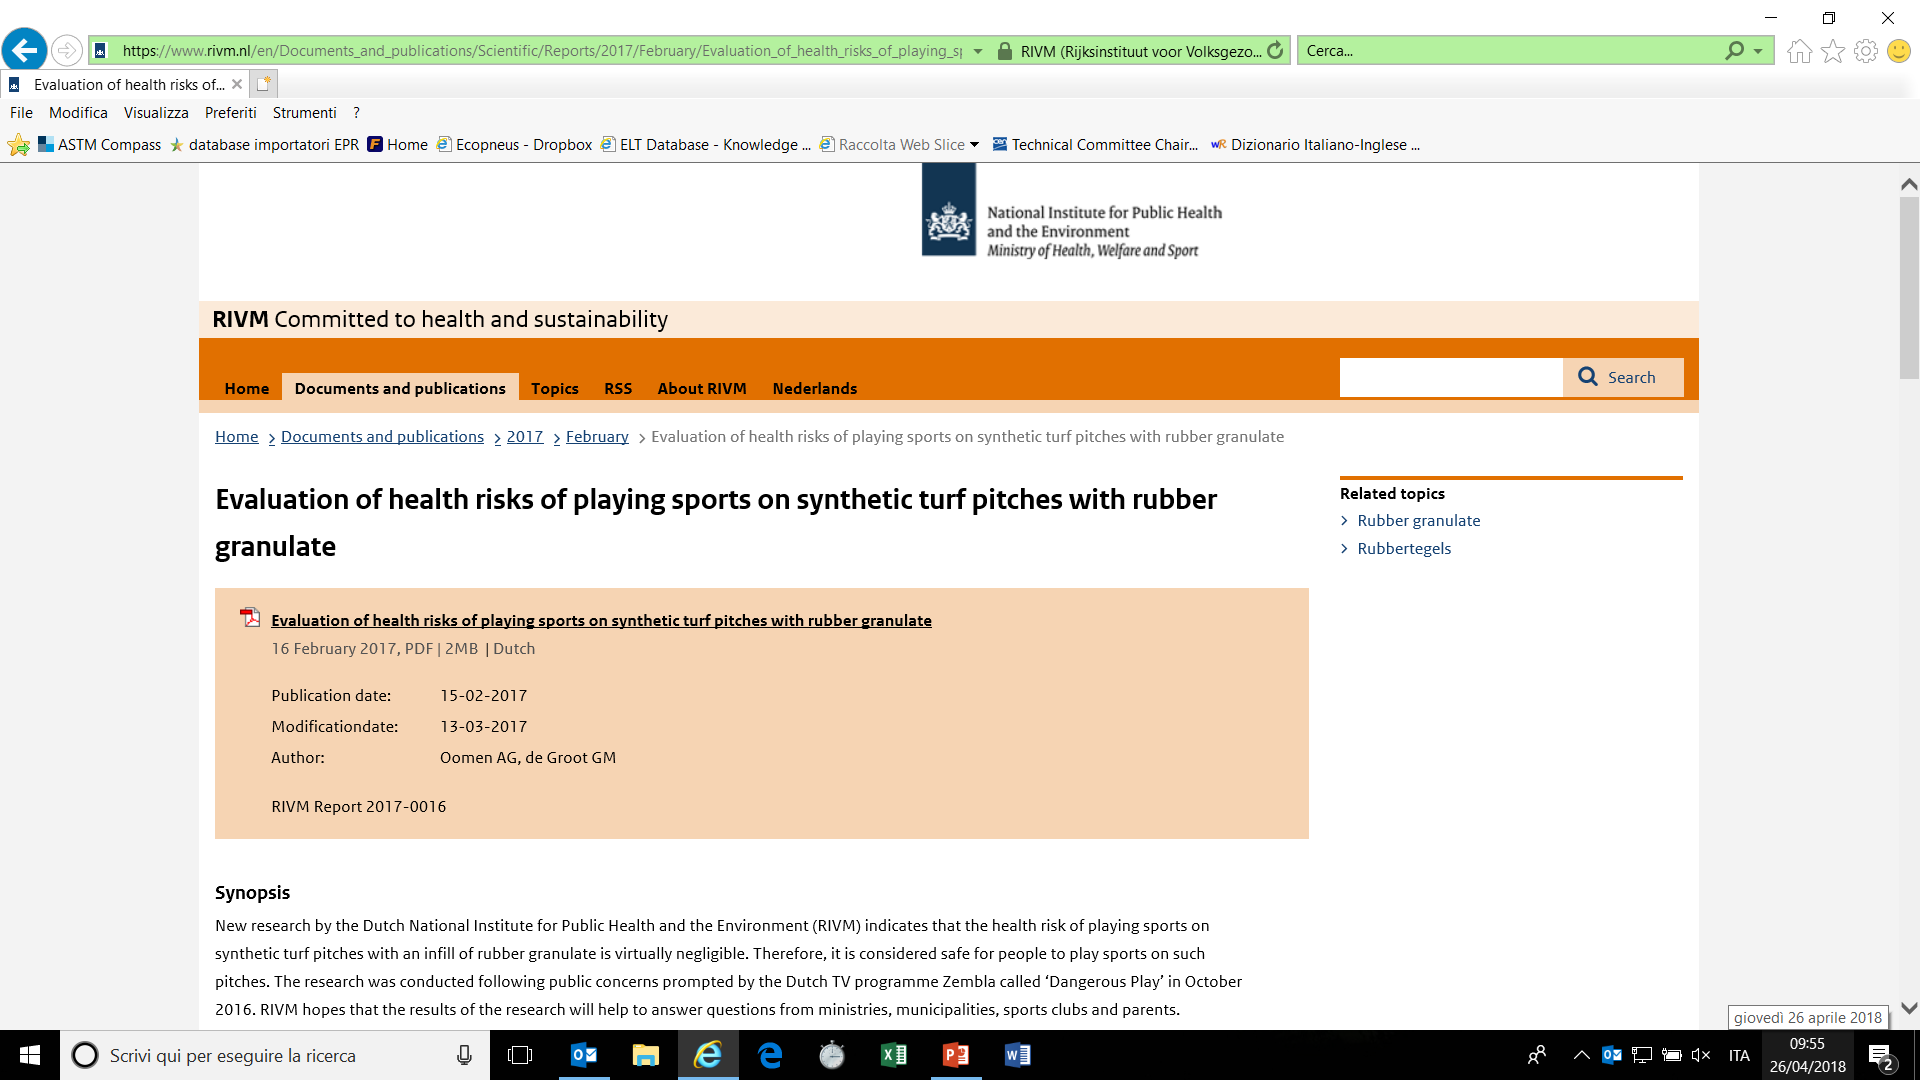 https://www.rivm.nl/en/Documents_and_publications/Scientific/Reports/2017/February/Evaluation_of_health_risks_of_playing_sp
RIVM (Rijksinstituut voor Volksgezo...
Cerca...
Evaluation of health risks of...
File Modifica Visualizza Preferiti Strumenti ?
ASTM Compass database importatori EPR Home Ecopneus - Dropbox ELT Database - Knowledge ... Raccolta Web Slice Technical Committee Chair... Dizionario Italiano-Inglese ...
National Institute for Public Health
and the Environment
Ministry of Health, Welfare and Sport
RIVM Committed to health and sustainability
Home Documents and publications Topics RSS About RIVM Nederlands
Search
Home > Documents and publications > 2017 > February > Evaluation of health risks of playing sports on synthetic turf pitches with rubber granulate
Evaluation of health risks of playing sports on synthetic turf pitches with rubber
granulate
Related topics
> Rubber granulate
> Rubbertegels
Evaluation of health risks of playing sports on synthetic turf pitches with rubber granulate
16 February 2017, PDF | 2MB | Dutch
Publication date: 15-02-2017
Modificationdate: 13-03-2017
Author: Oomen AG, de Groot GM
RIVM Report 2017-0016
Synopsis
New research by the Dutch National Institute for Public Health and the Environment (RIVM) indicates that the health risk of playing sports on
synthetic turf pitches with an infill of rubber granulate is virtually negligible. Therefore, it is considered safe for people to play sports on such
pitches. The research was conducted following public concerns prompted by the Dutch TV programme Zembla called ‘Dangerous Play’ in October
2016. RIVM hopes that the results of the research will help to answer questions from ministries, municipalities, sports clubs and parents.
giovedì 26 aprile 2018
Scrivi qui per eseguire la ricerca
ITA
09:55
26/04/2018
2